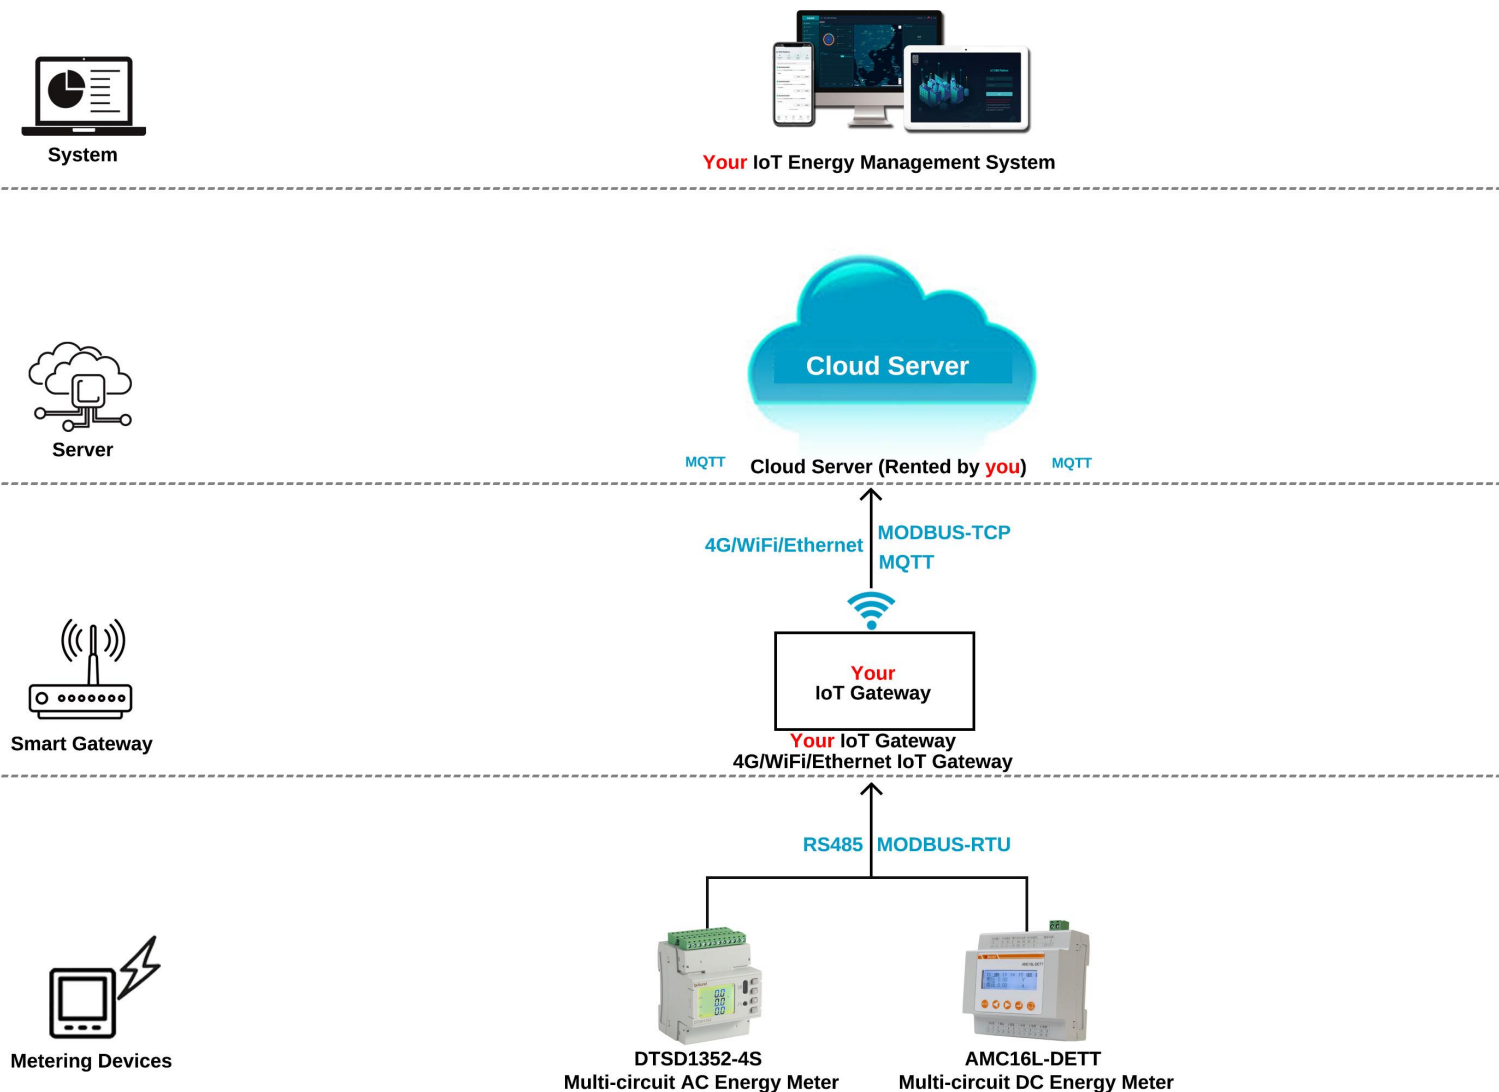 System
Your IoT Energy Management System
Cloud Server
Server
MQTT
Cloud Server (Rented by you)
MQTT
4G/WiFi/Ethernet
MODBUS-TCP
MQTT
Your
IoT Gateway
Smart Gateway
Your IoT Gateway
4G/WiFi/Ethernet IoT Gateway
RS485
MODBUS-RTU
AMC16L-DETT
Metering Devices
DTSD1352-4S
Multi-circuit AC Energy Meter
AMC16L-DETT
Multi-circuit DC Energy Meter